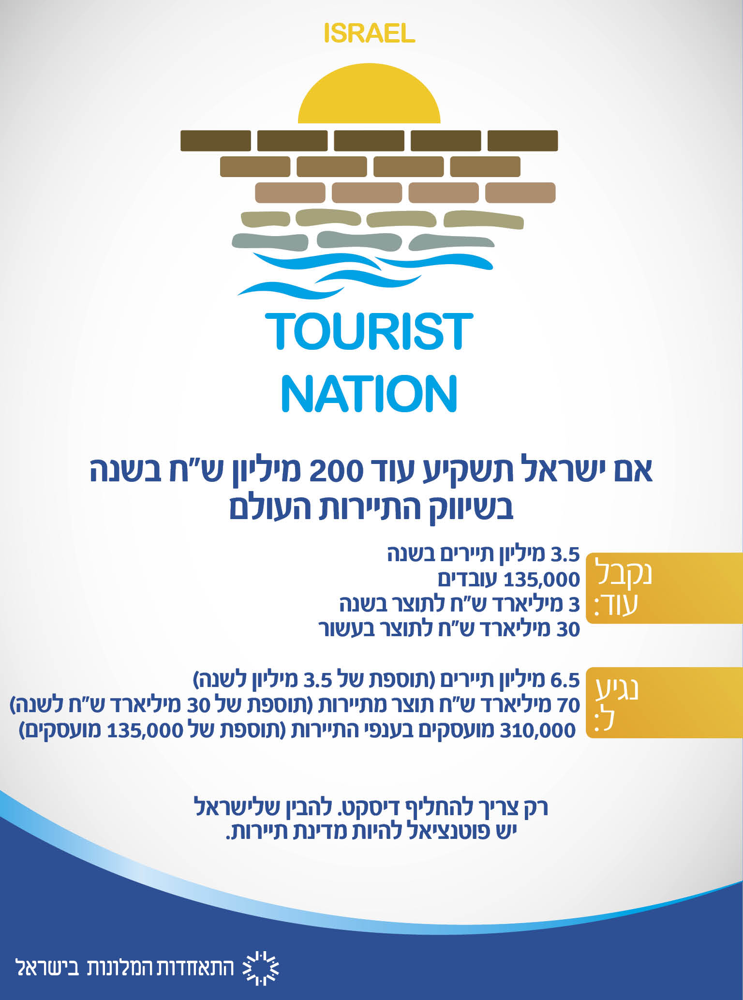 ISRAEL
TOURIST
NATION
אם ישראל תשקיע עוד 200 מיליון ש"ח בשנה
בשיווק התיירות העולם
נקבל
עוד:
3.5 מיליון תיירים בשנה
135,000 עובדים
3 מיליארד ש"ח לתוצר בשנה
30 מיליארד ש"ח לתוצר בעשור
נגיע
ל:
6.5 מיליון תיירים (תוספת של 3.5 מיליון לשנה)
70 מיליארד ש"ח תוצר מתיירות (תוספת של 30 מיליארד ש"ח לשנה)
310,000 מועסקים בענפי התיירות (תוספת של 135,000 מועסקים)
רק צריך להחליף דיסקט. להבין שלישראל
יש פוטנציאל להיות מדינת תיירות.
התאחדות המלונות בישראל